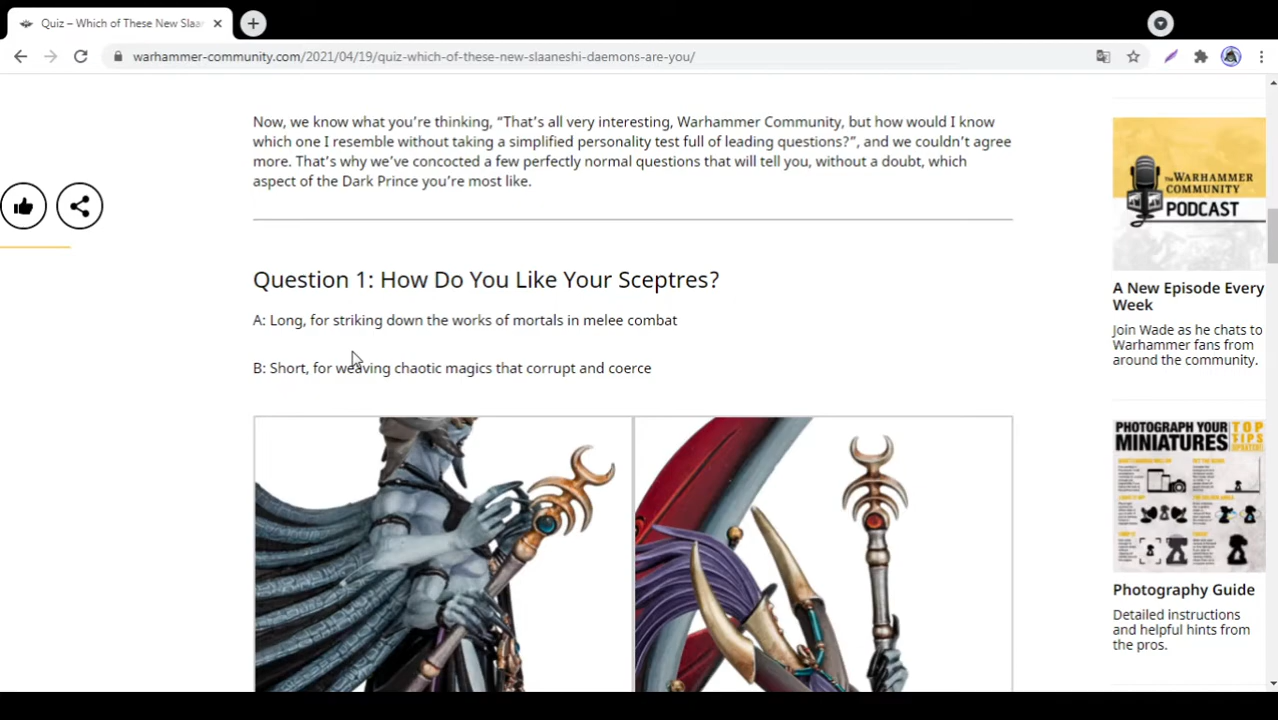 Quiz – Which of These New Slaa
warhammer-community.com/2021/04/19/quiz-which-of-these-new-slaaneshi-daemons-are-you/
Now, we know what you’re thinking, “That’s all very interesting, Warhammer Community, but how would I know
which one I resemble without taking a simplified personality test full of leading questions?”, and we couldn’t agree
more. That’s why we’ve concocted a few perfectly normal questions that will tell you, without a doubt, which
aspect of the Dark Prince you’re most like.
Question 1: How Do You Like Your Sceptres?
A: Long, for striking down the works of mortals in melee combat
B: Short, for weaving chaotic magics that corrupt and coerce
The WARHAMMER
COMMUNITY
PODCAST
A New Episode Every
Week
Join Wade as he chats to
Warhammer fans from
around the community.
PHOTOGRAPH YOUR
MINIATURES
TOP
TIPS
Photography Guide
Detailed instructions
and helpful hints from
the pros.